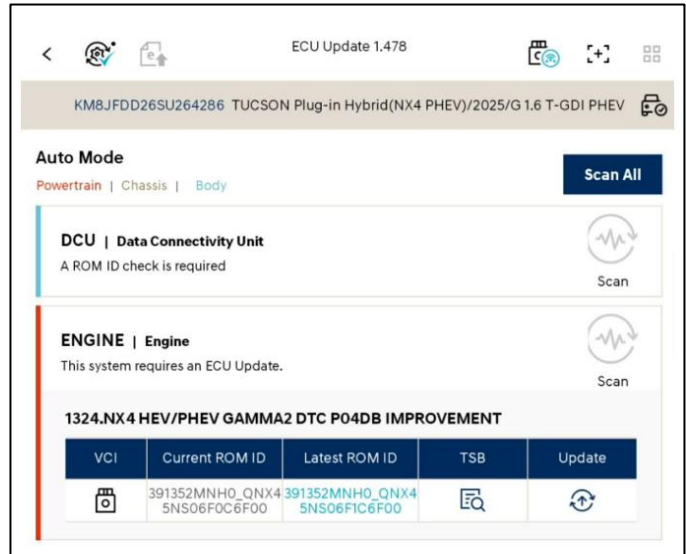 ECU Update 1.478
KM8JFDD26SU264286 TUCSON Plug-in Hybrid(NX4 PHEV)/2025/G 1.6 T-GDI PHEV
Auto Mode
Scan All
Powertrain | Chassis | Body
DCU | Data Connectivity Unit
A ROM ID check is required
Scan
ENGINE | Engine
This system requires an ECU Update.
Scan
1324.NX4 HEV/PHEV GAMMA2 DTC P04DB IMPROVEMENT
VCI Current ROM ID Latest ROM ID TSB Update
391352MNH0_QNX4 391352MNH0_QNX4
5NS06F0C6F00 5NS06F1C6F00